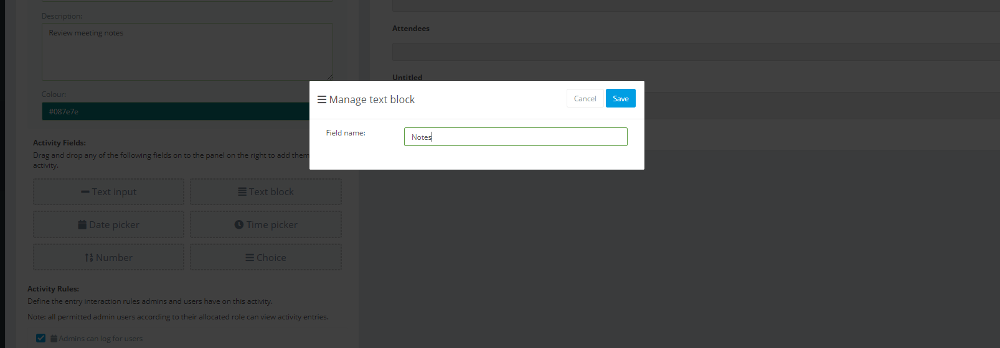 Description:
Review meeting notes
Colour:
#087e7e
Activity Fields:
Drag and drop any of the following fields on to the panel on the right to add them
activity.
Text input
Text block
Date picker
Time picker
Number
Choice
Activity Rules:
Define the entry interaction rules admins and users have on this activity.
Note: all permitted admin users according to their allocated role can view activity entries.
Admins can log for users
Attendees
Untitled
Manage text block
Cancel
Save
Field name:
Notes